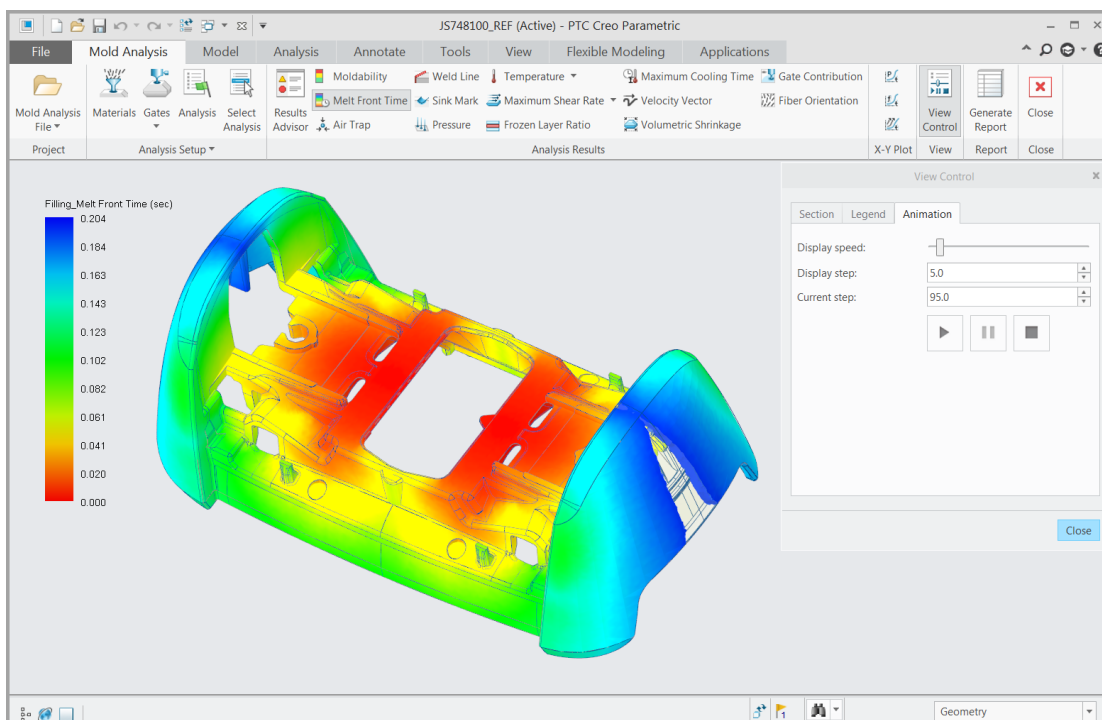 JS748100_REF (Active) - PTC Creo Parametric
File Mold Analysis Model Analysis Annotate Tools View Flexible Modeling Applications
Moldability Weld Line Temperature Maximum Cooling Time Gate Contribution
Melt Front Time Sink Mark Maximum Shear Rate Velocity Vector Fiber Orientation
Air Trap Pressure Frozen Layer Ratio Volumetric Shrinkage
Mold Analysis Materials Gates Analysis Select Results View Generate Close
File Analysis Advisor Control Report
Project Analysis Setup Analysis Results X-Y Plot View Report Close
View Control
Filling_Melt Front Time (sec)
0.204
0.184
0.163
0.143
0.123
0.102
0.082
0.061
0.041
0.020
0.000
Section Legend Animation
Display speed:
Display step: 5.0
Current step: 95.0
Close
1 Geometry